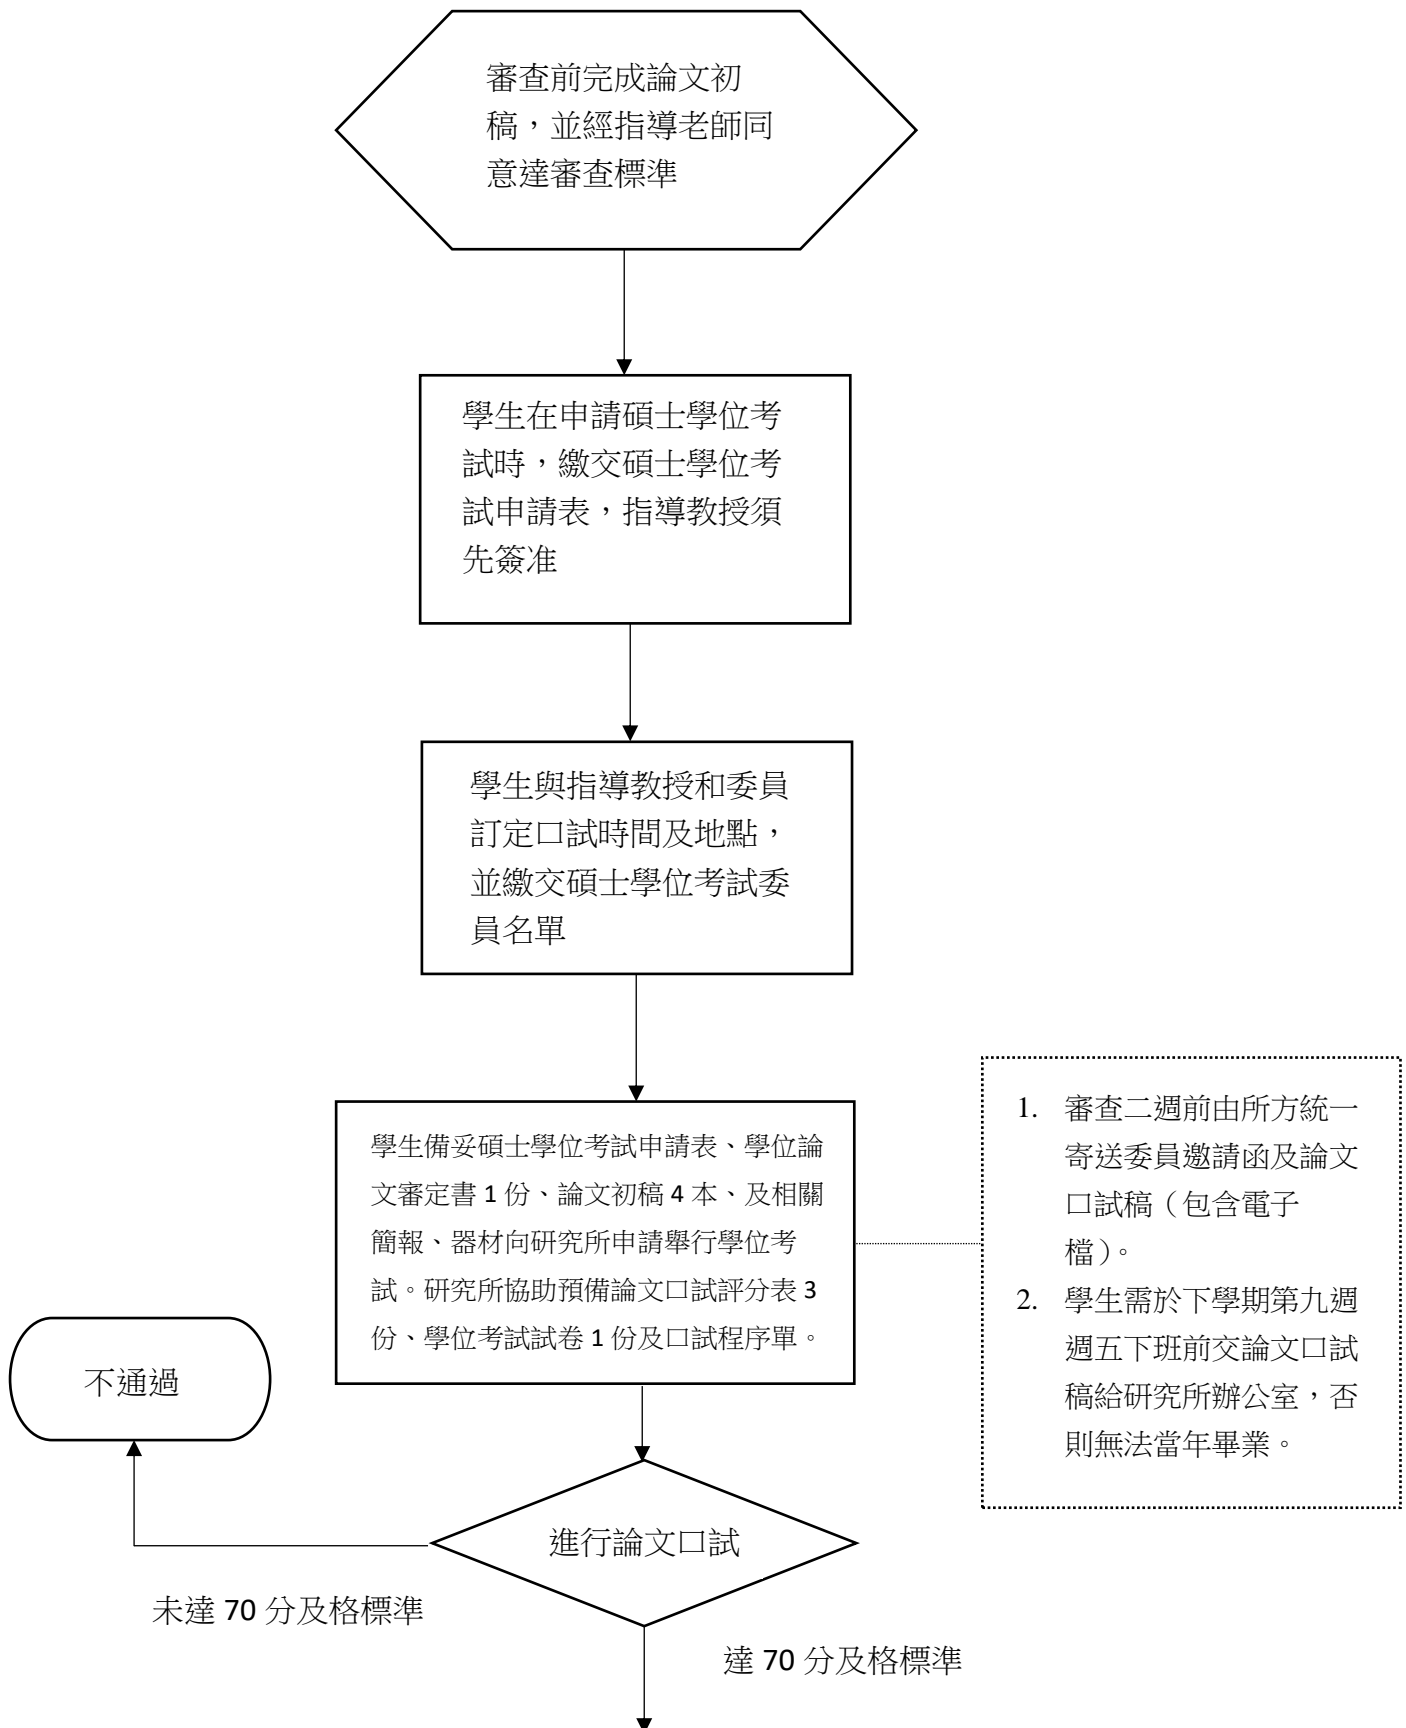 審查前完成論文初
稿，並經指導老師同
意達審查標準
學生在申請碩士學位考
試時，繳交碩士學位考
試申請表，指導教授須
先簽准
學生與指導教授和委員
訂定口試時間及地點，
並繳交碩士學位考試委
員名單
學生備妥碩士學位考試申請表、學位論
文審定書 1 份、論文初稿 4 本、及相關
簡報、器材向研究所申請舉行學位考
試。研究所協助預備論文口試評分表 3
份、學位考試試卷 1 份及口試程序單。
1. 審查二週前由所方統一
寄送委員邀請函及論文
口試稿（包含電子
檔）。
2. 學生需於下學期第九週
週五下班前交論文口試
稿給研究所辦公室，否
則無法當年畢業。
不通過
進行論文口試
未達 70 分及格標準
達 70 分及格標準